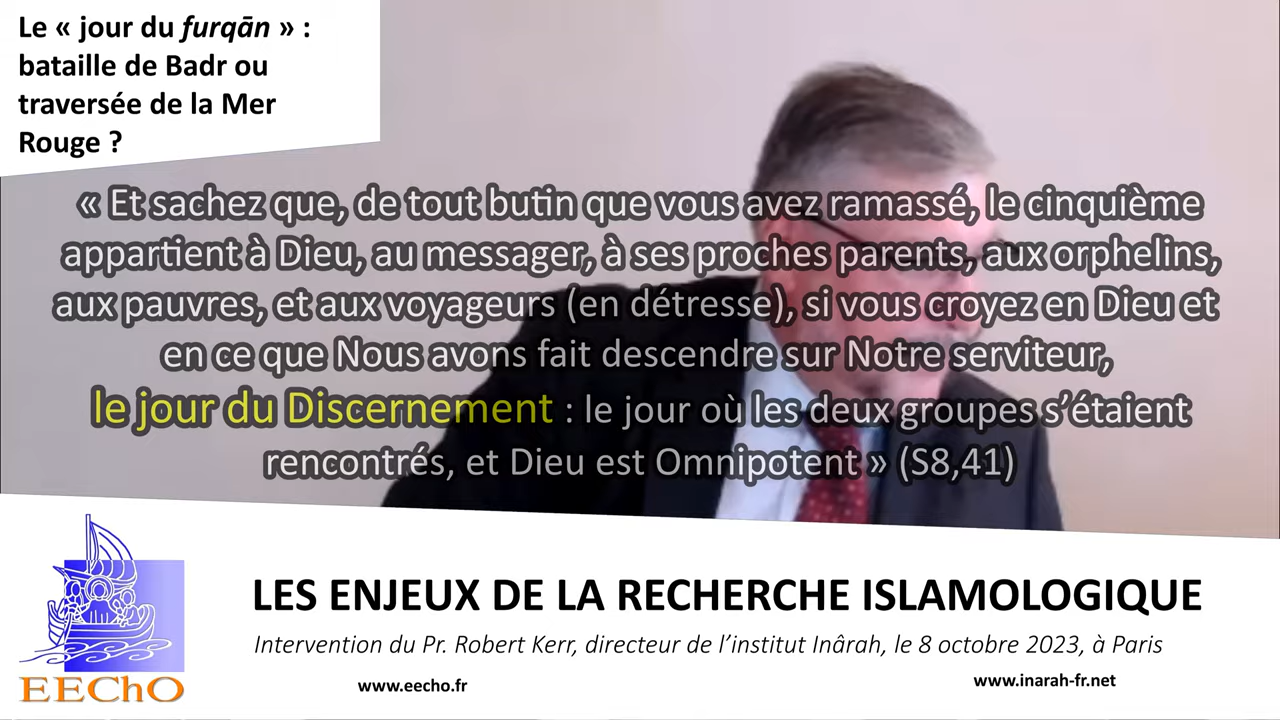 Le « jour du furqān » :
bataille de Badr ou
traversée de la Mer
Rouge ?
« Et sachez que, de tout butin que vous avez ramassé, le cinquième
appartient à Dieu, au messager, à ses proches parents, aux orphelins,
aux pauvres, et aux voyageurs (en détresse), si vous croyez en Dieu et
en ce que Nous avons fait descendre sur Notre serviteur,
le jour du Discernement : le jour où les deux groupes s’étaient
rencontrés, et Dieu est Omnipotent » (S8,41)
LES ENJEUX DE LA RECHERCHE ISLAMOLOGIQUE
Intervention du Pr. Robert Kerr, directeur de l’institut Inârah, le 8 octobre 2023, à Paris
EEChO
www.eecho.fr
www.inarah-fr.net